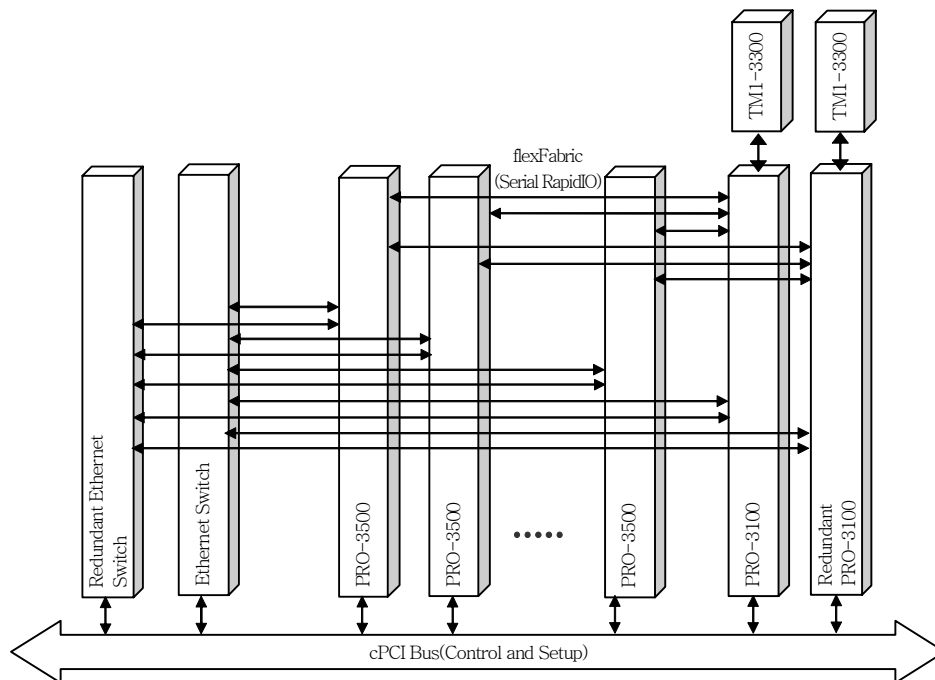 TM1-3300
TM1-3300
flexFabric
(Serial RapidIO)
Redundant Ethernet
Switch
Ethernet Switch
PRO-3500
PRO-3500
PRO-3500
PRO-3100
Redundant
PRO-3100
cPCI Bus(Control and Setup)